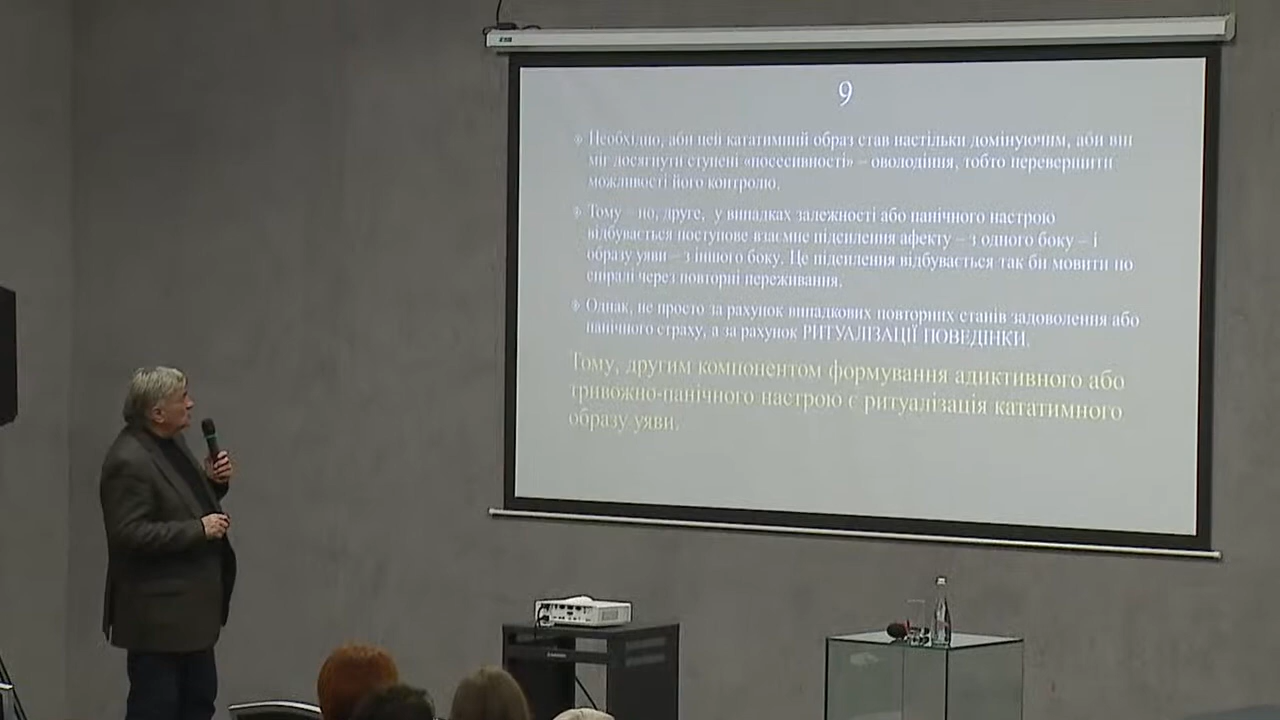 9
Необхідно, аби цей кататимний образ став настільки домінуючим, аби він
міг досягнути ступені «посесивності» – оволодіння, тобто перевершити
можливості його контролю.
Тому – по, друге, у випадках залежності або панічного настрою
відбувається поступове взаємне підсилення афекту – з одного боку – і
образу уяви – з іншого боку. Це підсилення відбувається так би мовити по
спіралі через повторні переживання.
Однак, не просто за рахунок випадкових повторних станів задоволення або
панічного страху, а за рахунок РИТУАЛІЗАЦІЇ ПОВЕДІНКИ.
Тому, другим компонентом формування адиктивного або
тривожно-панічного настрою є ритуалізація кататимного
образу уяви.